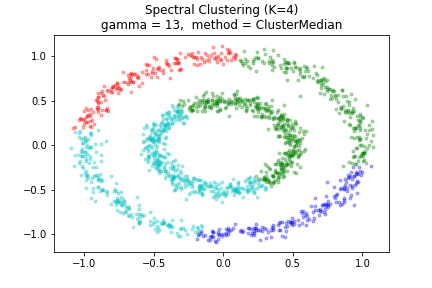 Spectral Clustering (K=4)
gamma = 13,  method = ClusterMedian
1.0
0.5
0.0
−0.5
−1.0
−1.0 −0.5 0.0 0.5 1.0